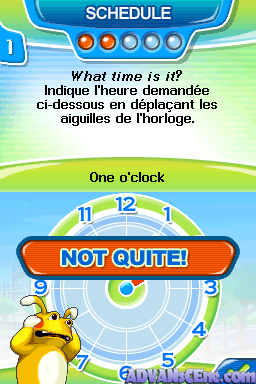 SCHEDULE
1
What time is it?
Indique l'heure demandée
ci-dessous en déplaçant les
aiguilles de l'horloge.
One o'clock
11 12 1
NOT QUITE!
9 3
8 4
7 6 5
ADVANSCENE.com